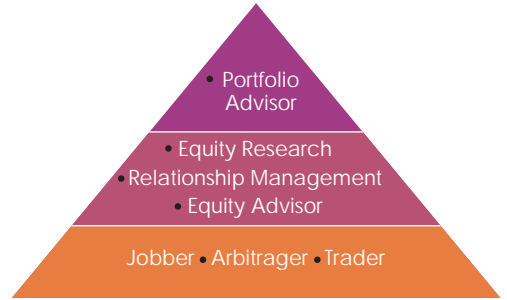 • Portfolio
Advisor
• Equity Research
• Relationship Management
• Equity Advisor
Jobber • Arbitrager • Trader